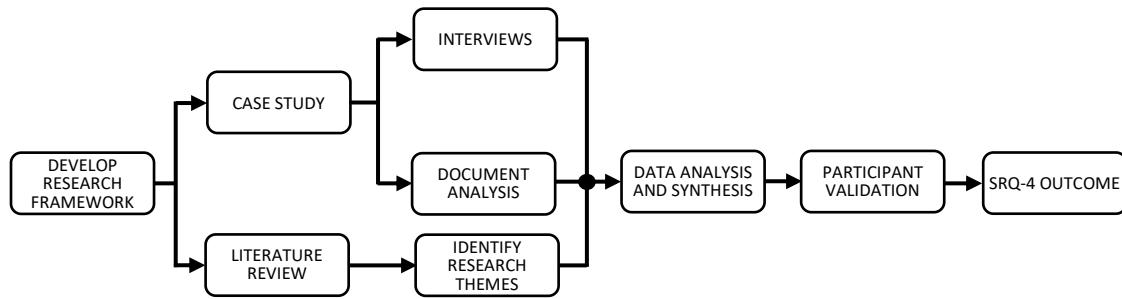 INTERVIEWS
CASE STUDY
DEVELOP
RESEARCH
FRAMEWORK
DOCUMENT
ANALYSIS
DATA ANALYSIS
AND SYNTHESIS
PARTICIPANT
VALIDATION
SRQ-4 OUTCOME
LITERATURE
REVIEW
IDENTIFY
RESEARCH
THEMES